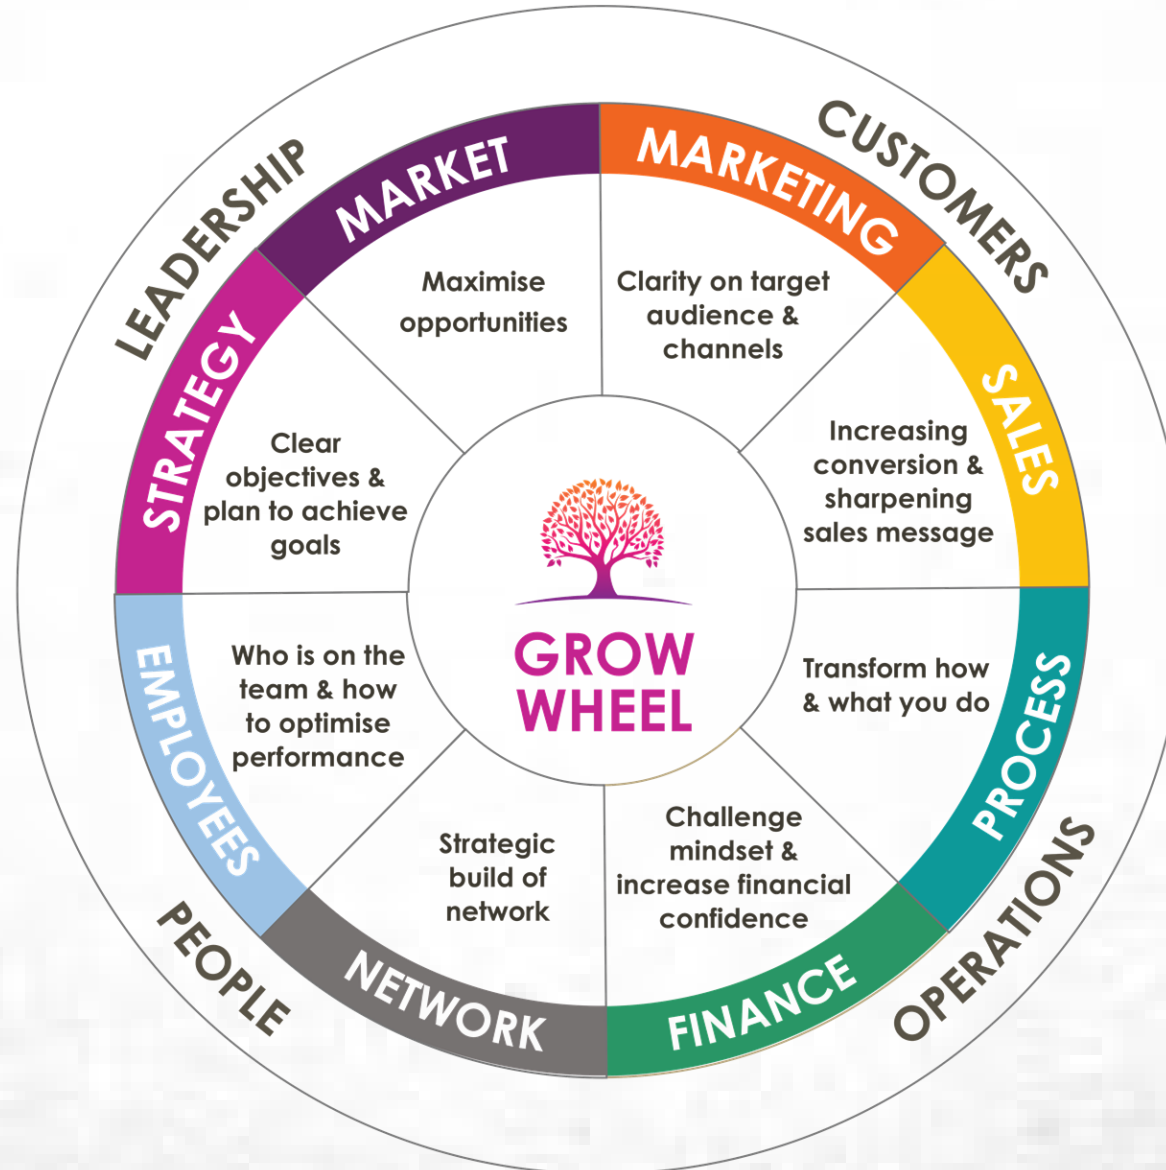 LEADERSHIP
CUSTOMERS
OPERATIONS
PEOPLE
MARKET
Maximise
opportunities
MARKETING
Clarity on target
audience &
channels
SALES
Increasing
conversion &
sharpening
sales message
PROCESS
Transform how
& what you do
FINANCE
Challenge
mindset &
increase financial
confidence
NETWORK
Strategic
build of
network
EMPLOYEES
Who is on the
team & how
to optimise
performance
STRATEGY
Clear
objectives &
plan to achieve
goals
GROW
WHEEL